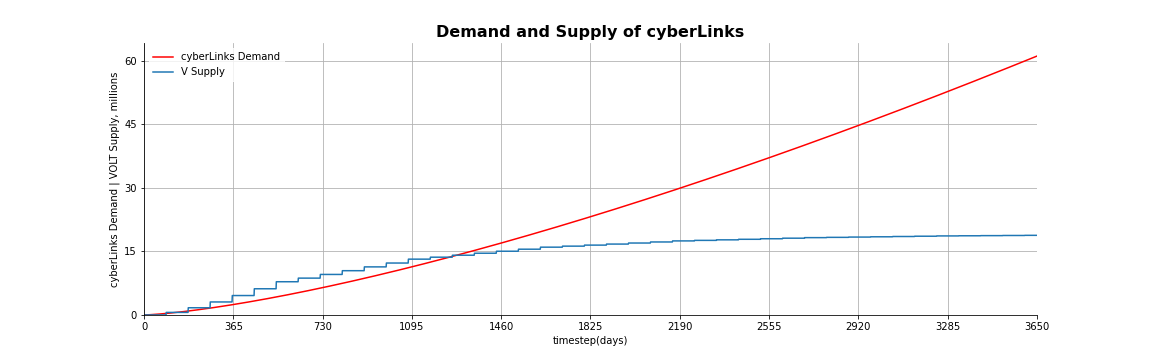 Demand and Supply of cyberLinks
cyberLinks Demand
V Supply
cyberLinks Demand | VOLT Supply, millions
60
45
30
15
0
0 365 730 1095 1460 1825 2190 2555 2920 3285 3650
timestep(days)